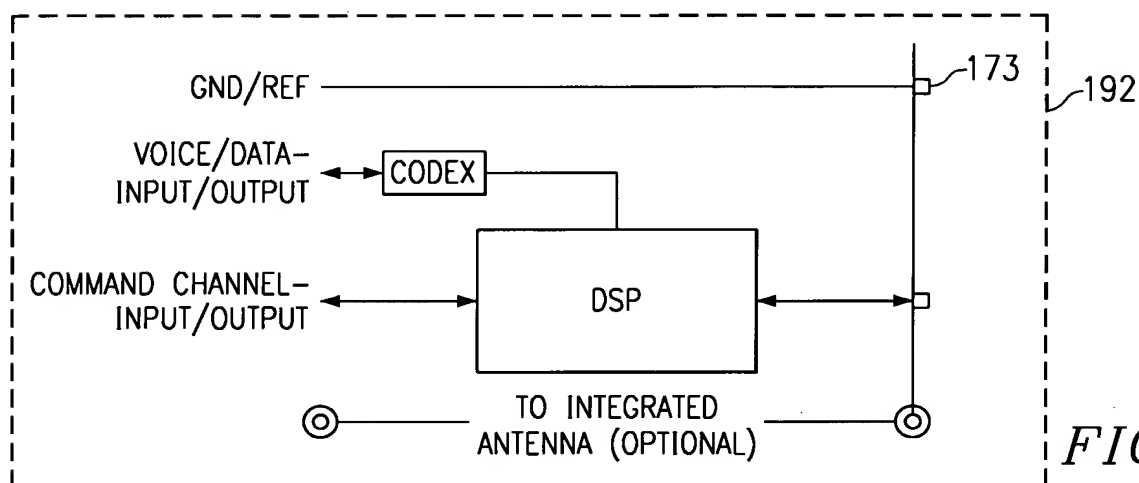 GND/REF
173
192
VOICE/DATA-
INPUT/OUTPUT
CODEX
COMMAND CHANNEL-
INPUT/OUTPUT
DSP
TO INTEGRATED
ANTENNA (OPTIONAL)
FIG